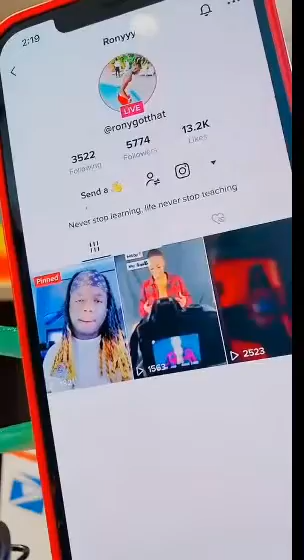 2:19
Ronyyy
LIVE
@ronygotthat
3522 5774 13.2K
Following Followers Likes
Send a 👋
Never stop learning, life never stop teaching
Pinned
1563
2523